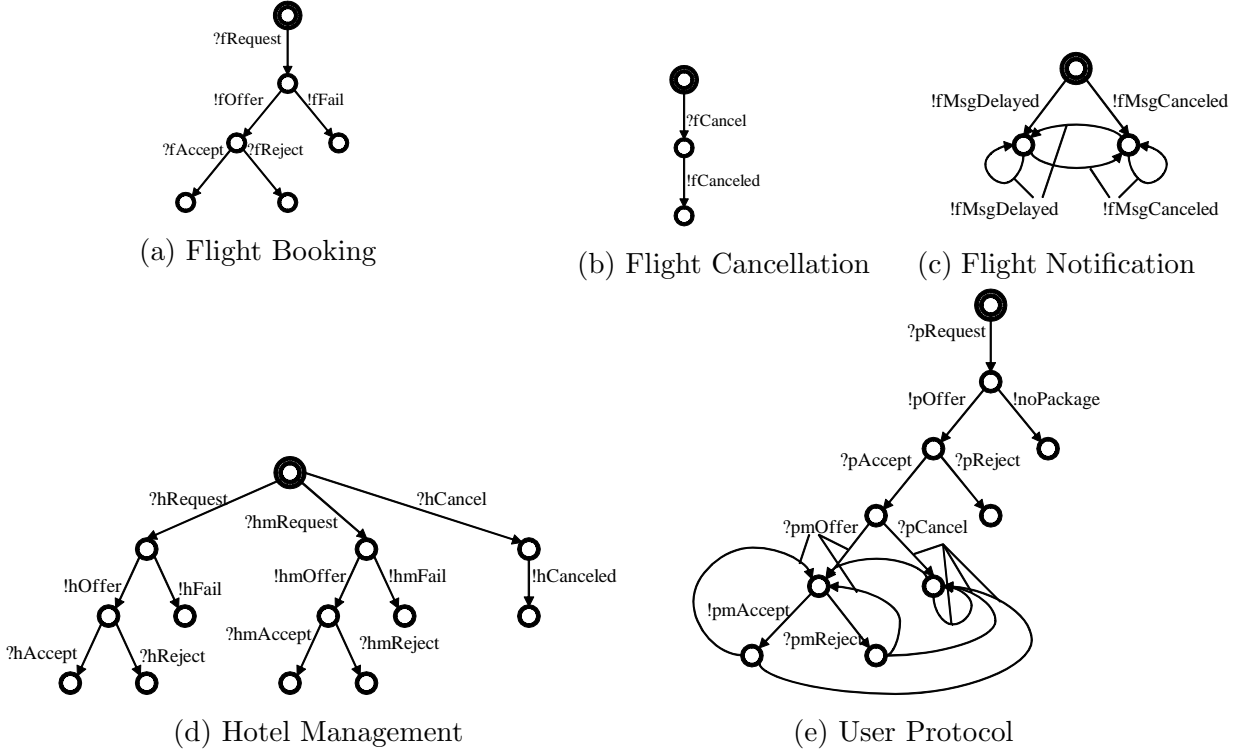 ?fRequest
!fOffer
!fFail
?fAccept
?fReject
(a) Flight Booking
?fCancel
!fCanceled
(b) Flight Cancellation
!fMsgDelayed
!fMsgCanceled
!fMsgDelayed
!fMsgCanceled
(c) Flight Notification
?hRequest
?hmRequest
?hCancel
!hOffer
!hFail
!hmOffer
!hmFail
!hCanceled
?hAccept
?hReject
?hmAccept
?hmReject
(d) Hotel Management
?pRequest
!pOffer
!noPackage
?pAccept
?pReject
?pmOffer
?pCancel
!pmAccept
?pmReject
(e) User Protocol